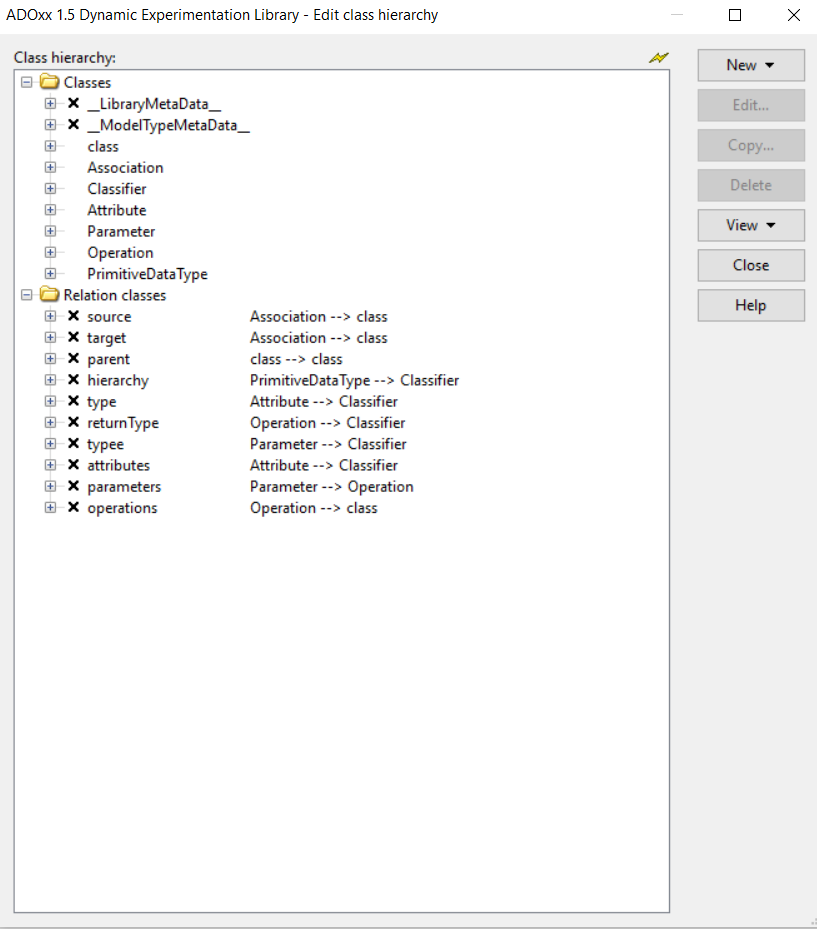 ADOxx 1.5 Dynamic Experimentation Library - Edit class hierarchy
Class hierarchy:
Classes
__LibraryMetaData__
__ModelTypeMetaData__
class
Association
Classifier
Attribute
Parameter
Operation
PrimitiveDataType
Relation classes
source Association --> class
target Association --> class
parent class --> class
hierarchy PrimitiveDataType --> Classifier
type Attribute --> Classifier
returnType Operation --> Classifier
typee Parameter --> Classifier
attributes Attribute --> Classifier
parameters Parameter --> Operation
operations Operation --> class
New
Edit...
Copy...
Delete
View
Close
Help